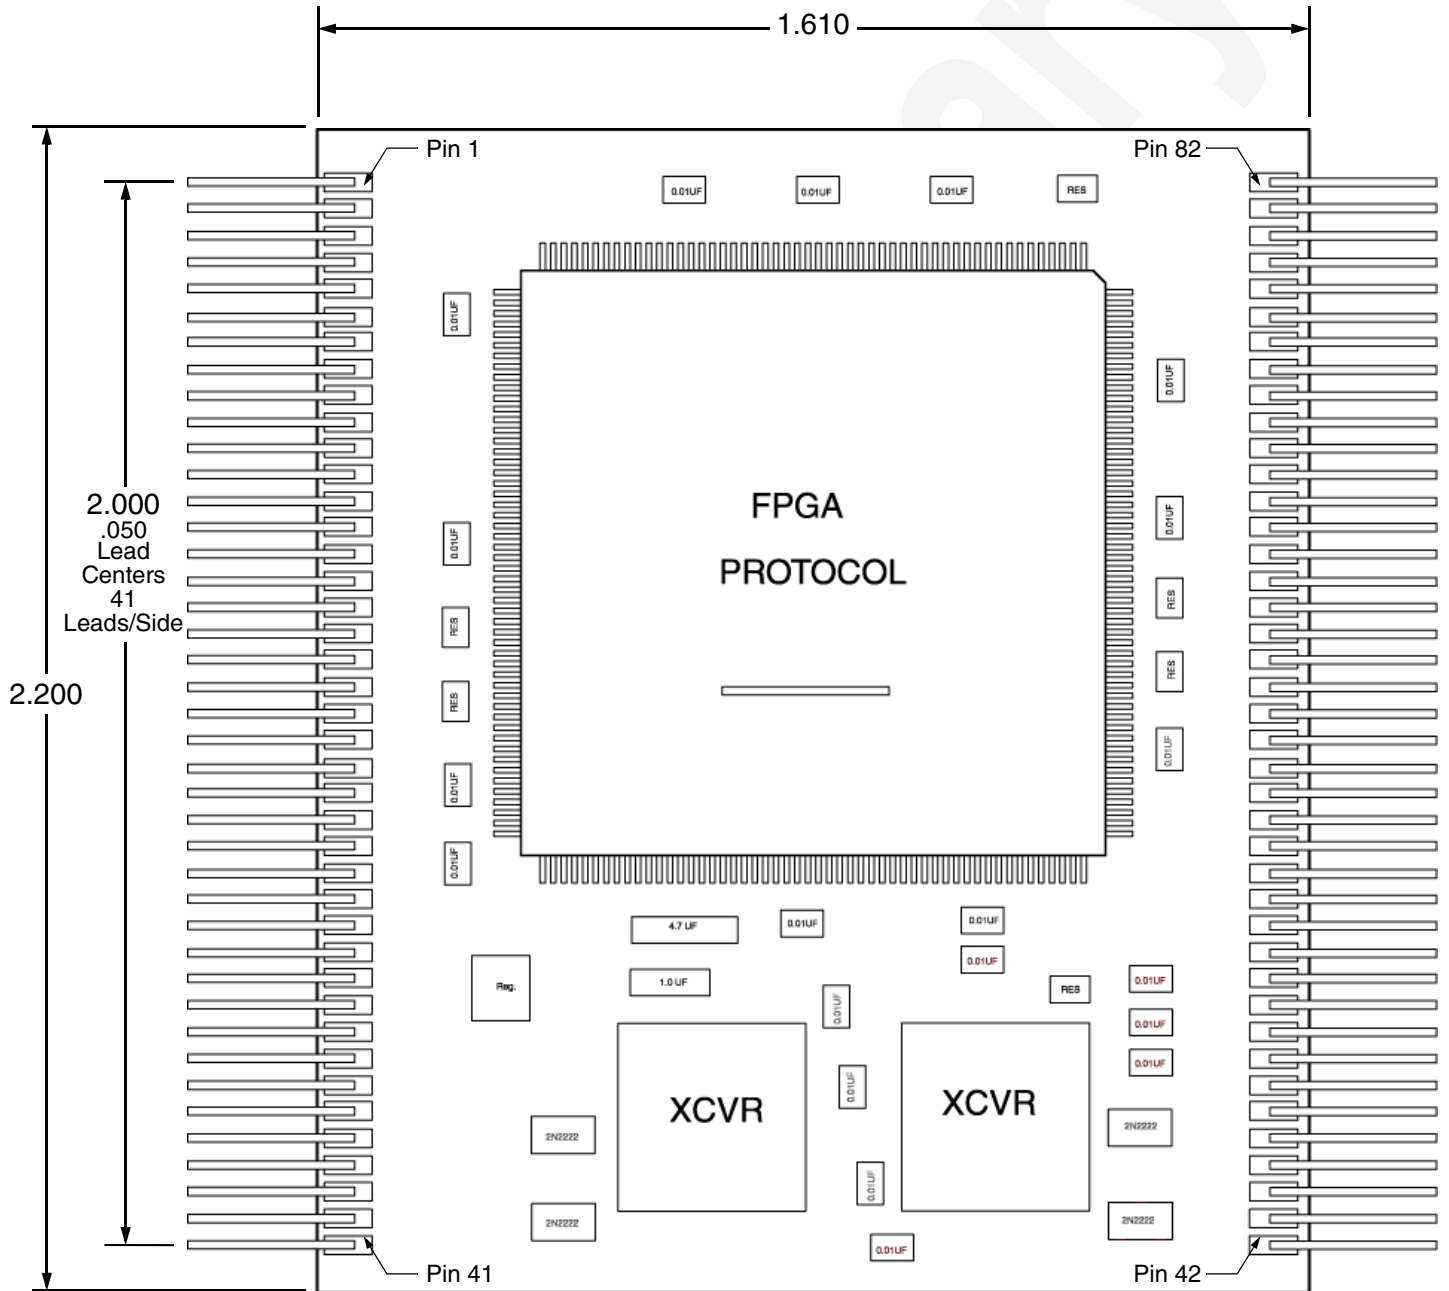 1.610
Pin 1
Pin 82
0.01UF
0.01UF
0.01UF
RES
0.01UF
0.01UF
2.000
.050
Lead
Centers
41
Leads/Side
FPGA
PROTOCOL
0.01UF
0.01UF
RES
RES
RES
RES
2.200
0.01UF
0.01UF
0.01UF
4.7 UF
0.01UF
0.01UF
0.01UF
Reg.
1.0 UF
0.01UF
RES
0.01UF
0.01UF
0.01UF
0.01UF
XCVR
XCVR
2N2222
2N2222
0.01UF
2N2222
2N2222
0.01UF
Pin 41
Pin 42